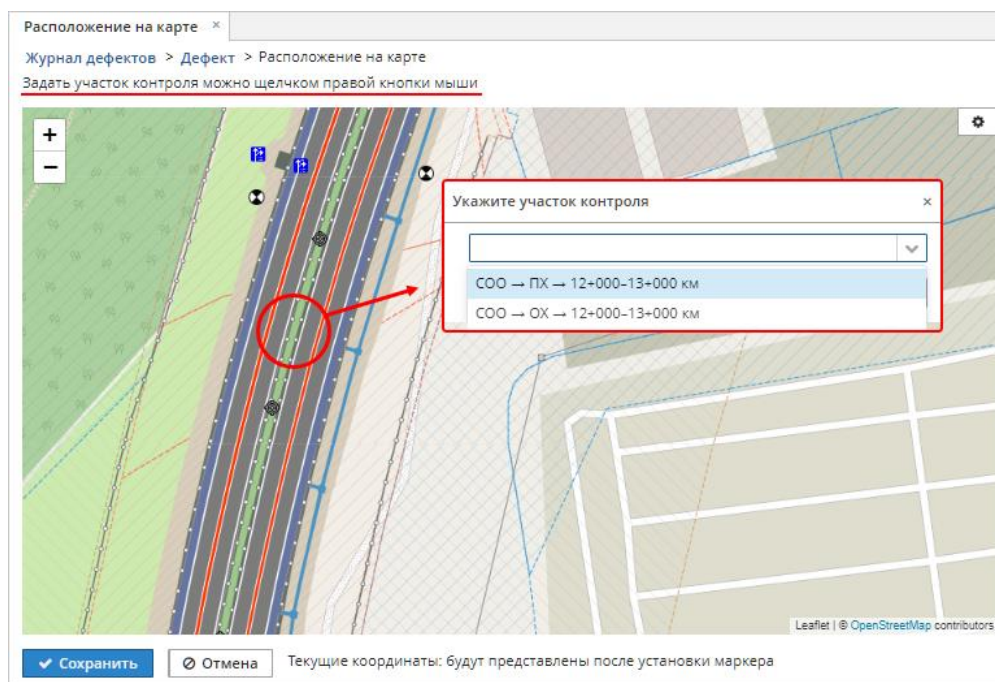 Расположение на карте ×
Журнал дефектов > Дефект > Расположение на карте
Задать участок контроля можно щелчком правой кнопки мыши
+
−
Укажите участок контроля ×
СОО → ПХ → 12+000–13+000 км
СОО → ОХ → 12+000–13+000 км
Leaflet | © OpenStreetMap contributors
Сохранить Отмена Текущие координаты: будут представлены после установки маркера